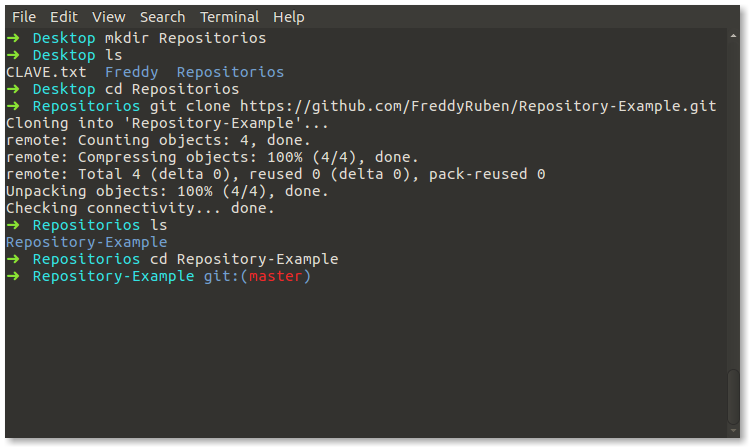 File Edit View Search Terminal Help
➜ Desktop mkdir Repositorios
➜ Desktop ls
CLAVE.txt Freddy Repositorios
➜ Desktop cd Repositorios
➜ Repositorios git clone https://github.com/FreddyRuben/Repository-Example.git
Cloning into 'Repository-Example'...
remote: Counting objects: 4, done.
remote: Compressing objects: 100% (4/4), done.
remote: Total 4 (delta 0), reused 0 (delta 0), pack-reused 0
Unpacking objects: 100% (4/4), done.
Checking connectivity... done.
➜ Repositorios ls
Repository-Example
➜ Repositorios cd Repository-Example
➜ Repository-Example git:(master)